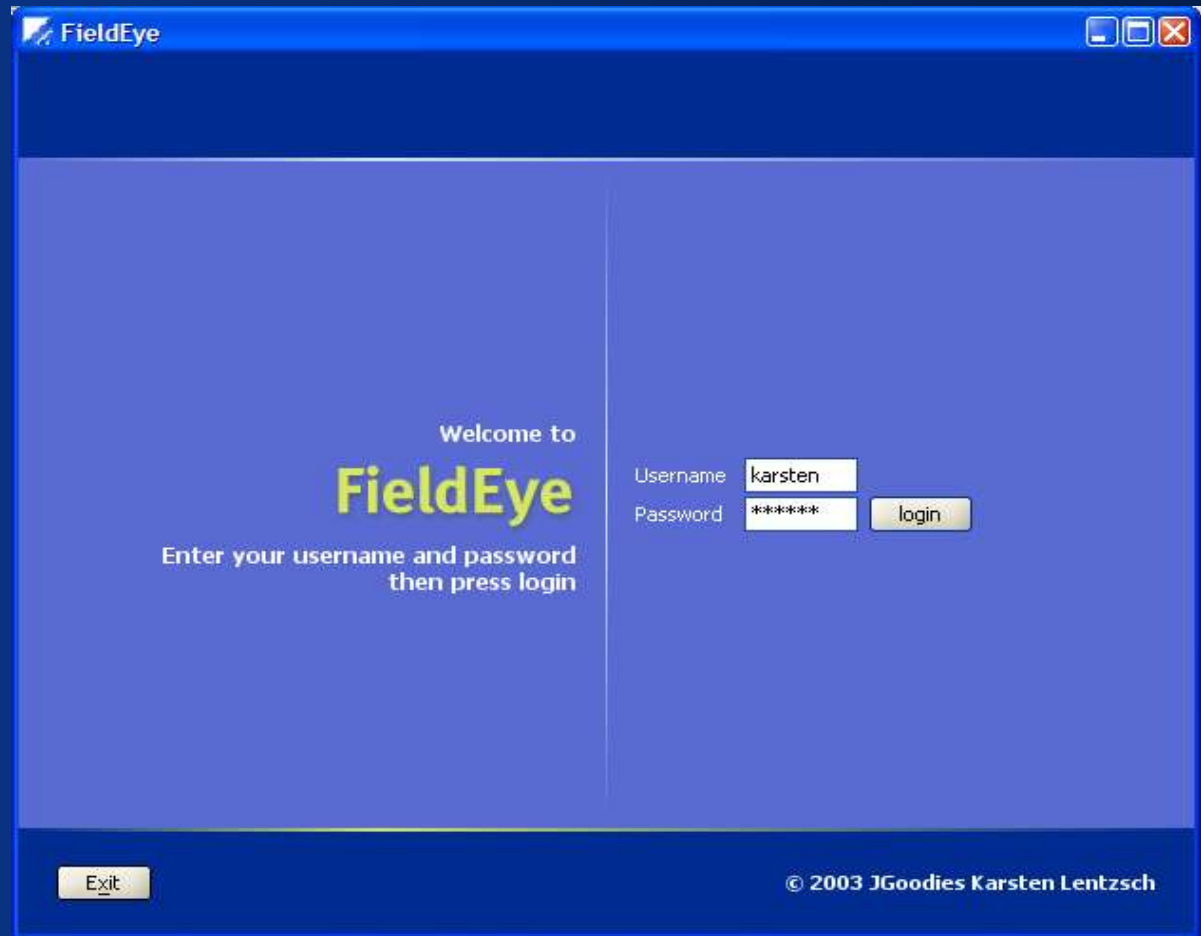 FieldEye
Welcome to
FieldEye
Enter your username and password
then press login
Username karsten
Password ******
login
Exit
© 2003 JGoodies Karsten Lentzsch